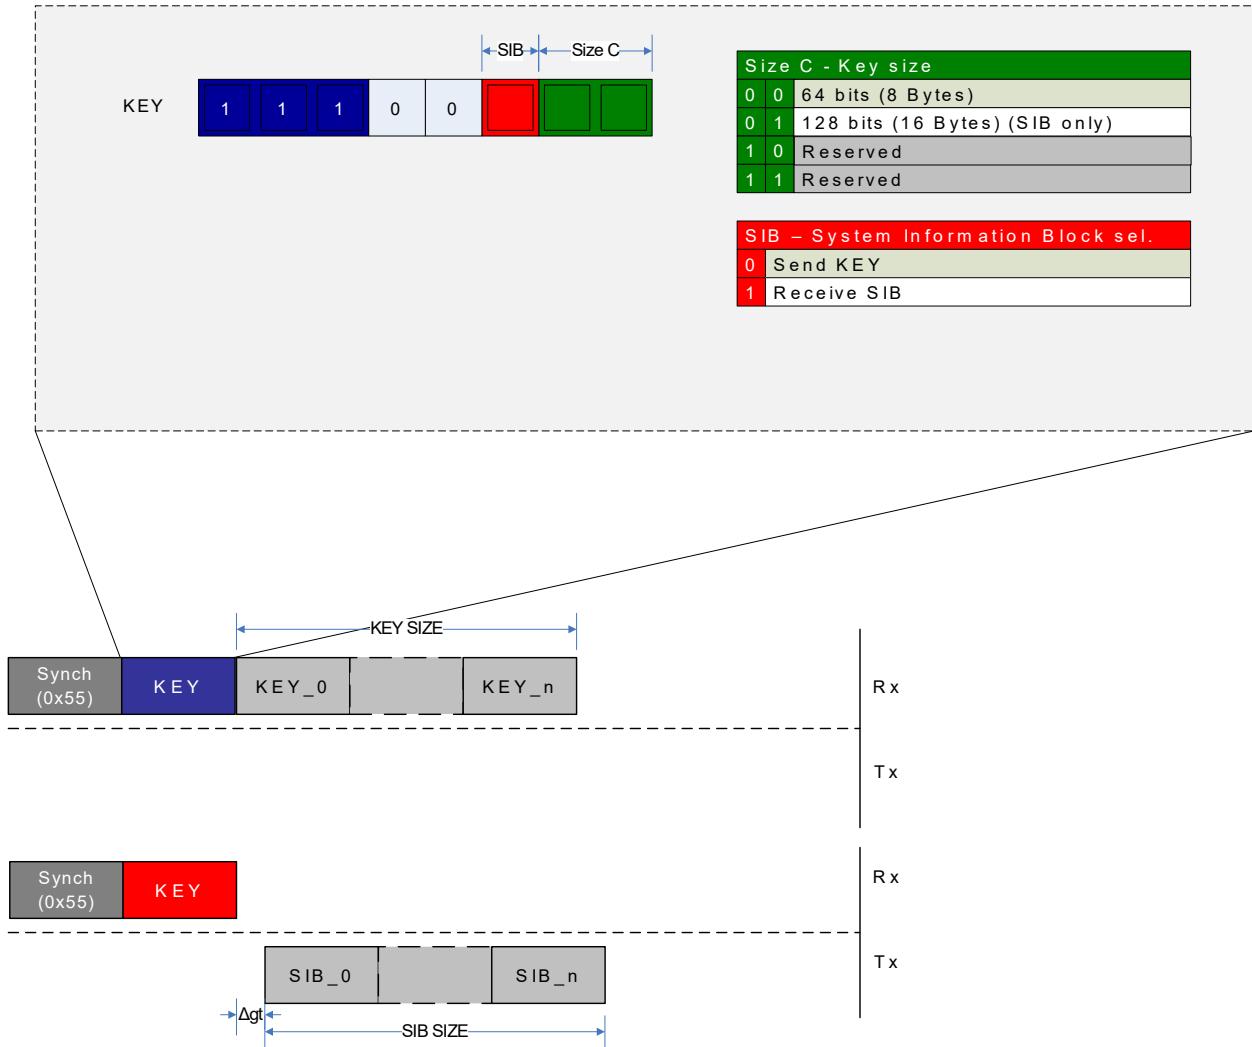 SIB Size C
KEY 1 1 1 0 0
Size C - Key size
0 0 64 bits (8 Bytes)
0 1 128 bits (16 Bytes) (SIB only)
1 0 Reserved
1 1 Reserved
SIB – System Information Block sel.
0 Send KEY
1 Receive SIB
KEY SIZE
Synch
(0x55)
KEY
KEY_0
KEY_n
Rx
Tx
Synch
(0x55)
KEY
Rx
SIB_0
SIB_n
Tx
Δgt
SIB SIZE